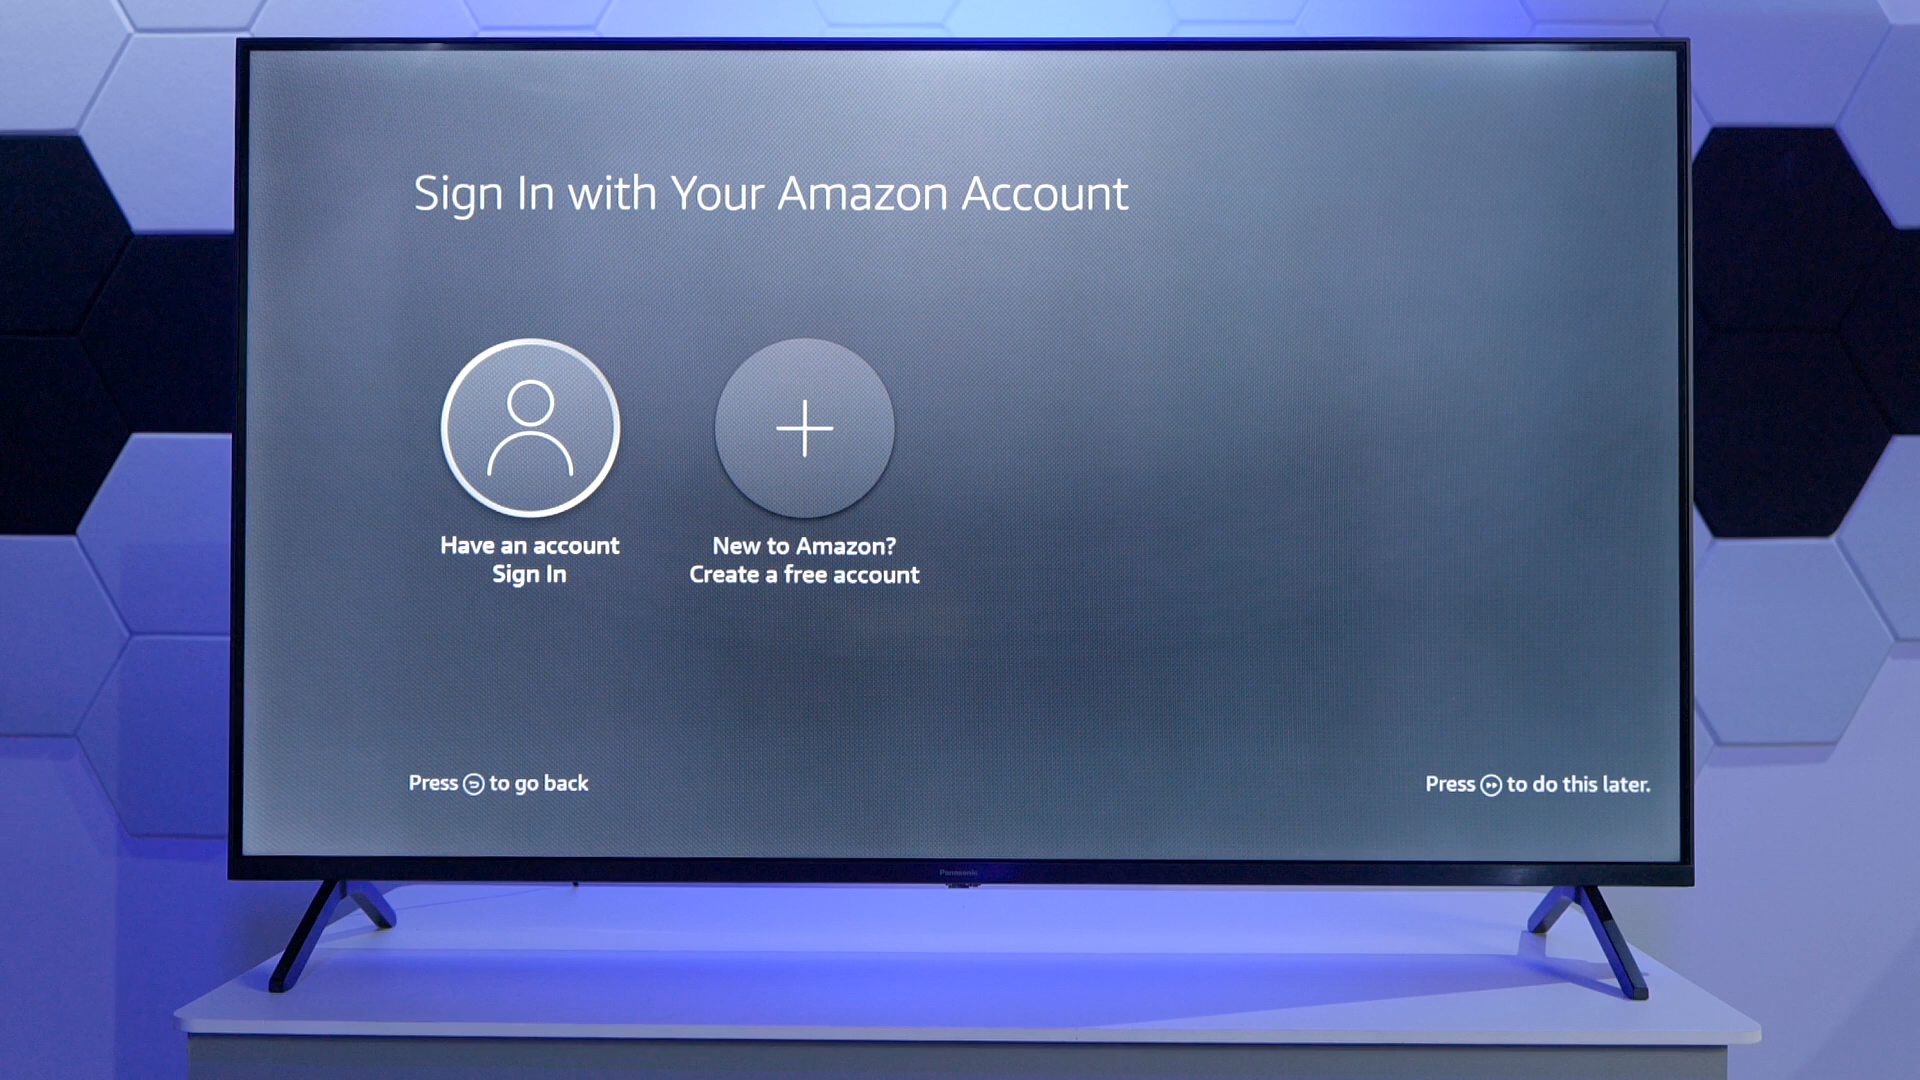 Sign In with Your Amazon Account
Have an account
Sign In
New to Amazon?
Create a free account
Press to go back
Press to do this later.
Panasonic